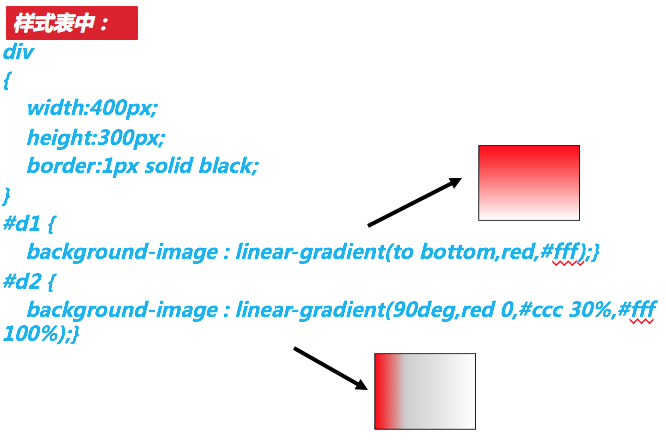 样式表中：
div
{
width:400px;
height:300px;
border:1px solid black;
}
#d1 {
background-image : linear-gradient(to bottom,red,#fff);}
#d2 {
background-image : linear-gradient(90deg,red 0,#ccc 30%,#fff
100%);}